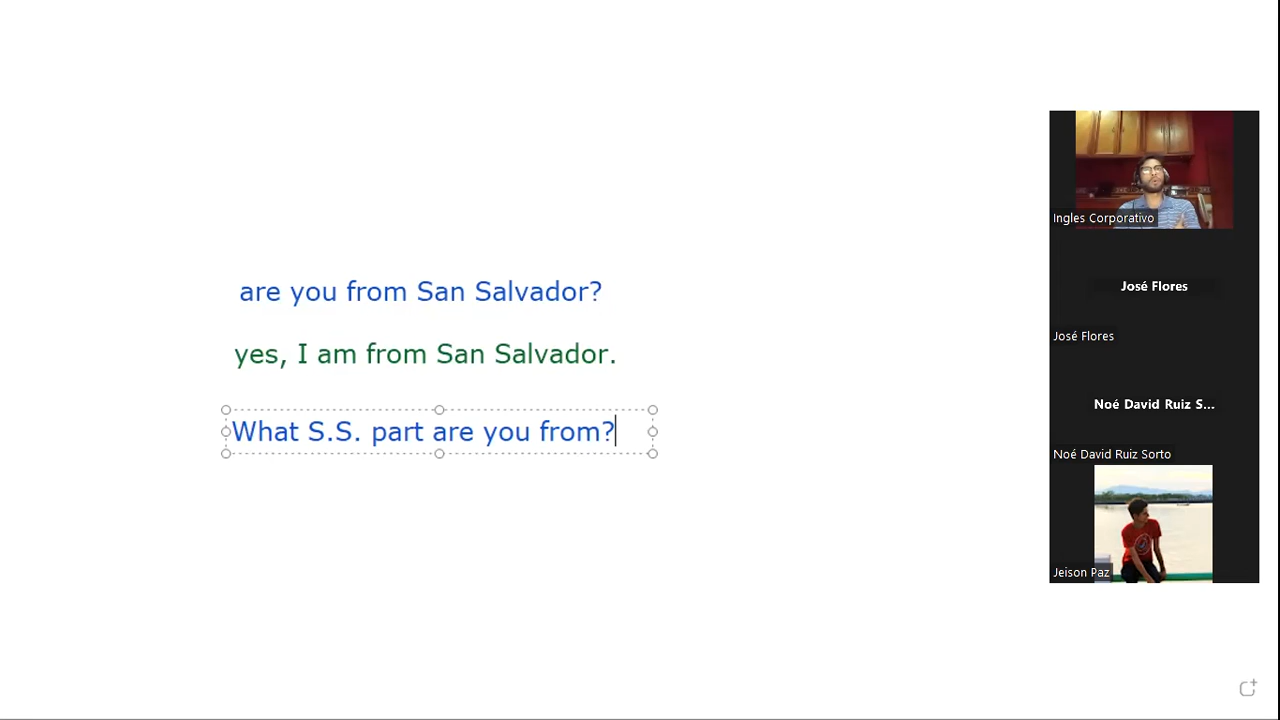 are you from San Salvador?
yes, I am from San Salvador.
What S.S. part are you from?
Ingles Corporativo
José Flores
José Flores
Noé David Ruiz S...
Noé David Ruiz Sorto
Jeison Paz